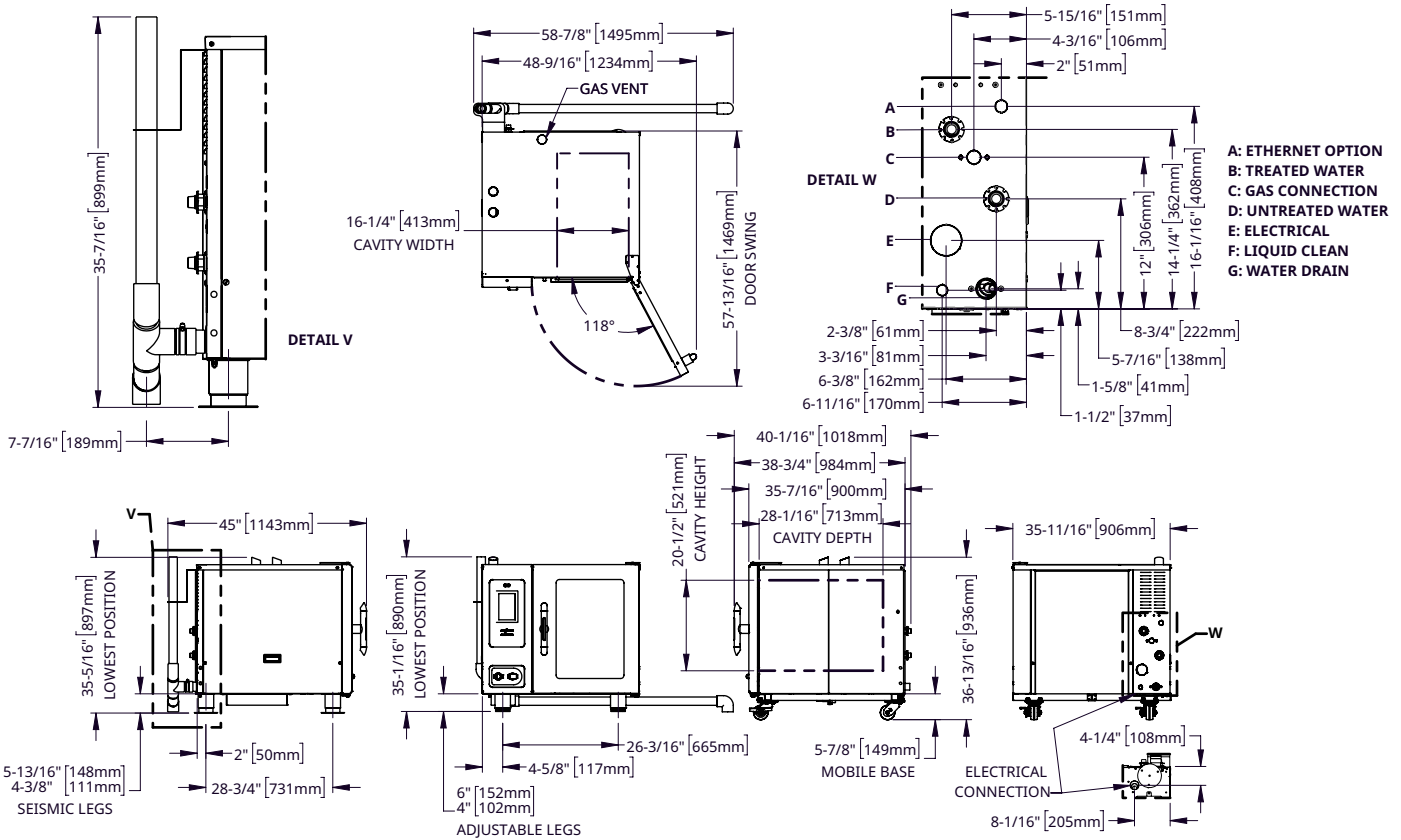 35-7/16" [899mm]
7-7/16" [189mm]
DETAIL V
58-7/8" [1495mm]
48-9/16" [1234mm]
GAS VENT
16-1/4" [413mm]
CAVITY WIDTH
118°
57-13/16" [1469mm]
DOOR SWING
5-15/16" [151mm]
4-3/16" [106mm]
2" [51mm]
DETAIL W
A
B
C
D
E
F
G
12" [306mm]
14-1/4" [362mm]
16-1/16" [408mm]
2-3/8" [61mm]
3-3/16" [81mm]
6-3/8" [162mm]
6-11/16" [170mm]
8-3/4" [222mm]
5-7/16" [138mm]
1-5/8" [41mm]
1-1/2" [37mm]
A: ETHERNET OPTION
B: TREATED WATER
C: GAS CONNECTION
D: UNTREATED WATER
E: ELECTRICAL
F: LIQUID CLEAN
G: WATER DRAIN
V
45" [1143mm]
35-5/16" [897mm]
LOWEST POSITION
2" [50mm]
28-3/4" [731mm]
5-13/16" [148mm]
4-3/8" [111mm]
SEISMIC LEGS
35-1/16" [890mm]
LOWEST POSITION
26-3/16" [665mm]
4-5/8" [117mm]
6" [152mm]
4" [102mm]
ADJUSTABLE LEGS
40-1/16" [1018mm]
38-3/4" [984mm]
35-7/16" [900mm]
28-1/16" [713mm]
CAVITY DEPTH
20-1/2" [521mm]
CAVITY HEIGHT
36-13/16" [936mm]
5-7/8" [149mm]
MOBILE BASE
35-11/16" [906mm]
W
4-1/4" [108mm]
ELECTRICAL
CONNECTION
8-1/16" [205mm]